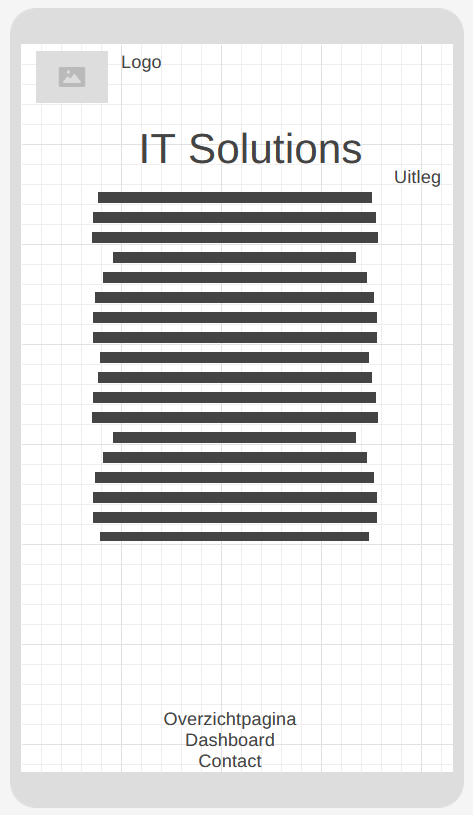 Logo
IT Solutions
Uitleg
Overzichtpagina
Dashboard
Contact